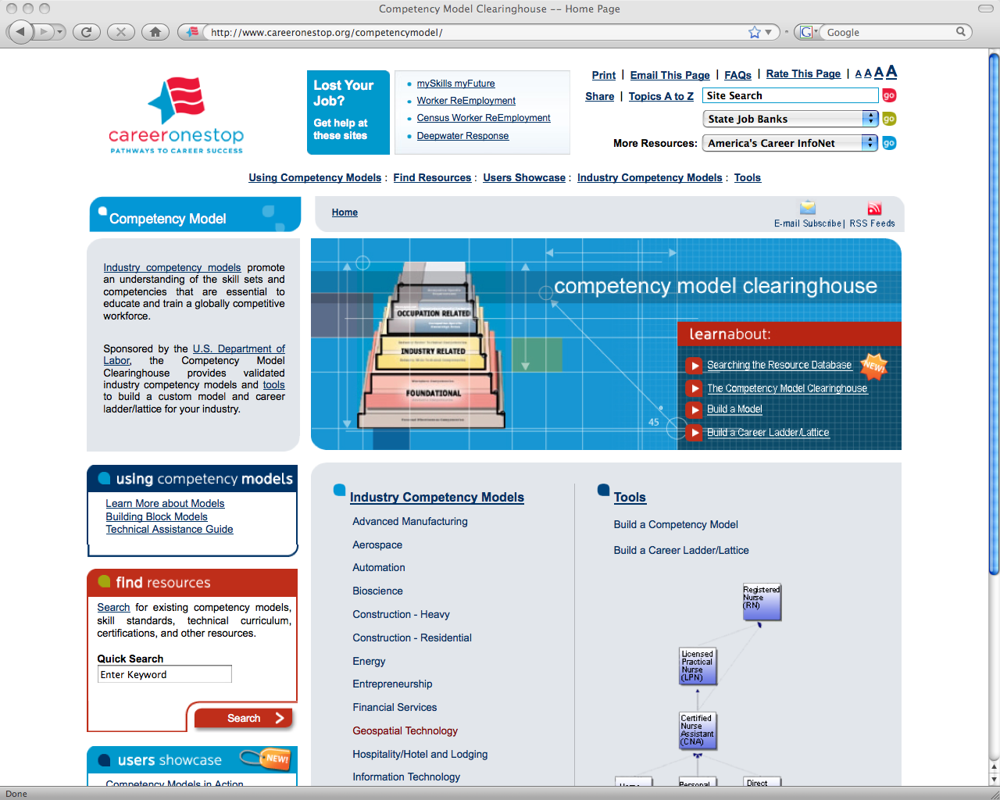 Competency Model Clearinghouse -- Home Page
http://www.careeronestop.org/competencymodel/
Google
careeronestop
PATHWAYS TO CAREER SUCCESS
Lost Your
Job?
Get help at
these sites
mySkills myFuture
Worker ReEmployment
Census Worker ReEmployment
Deepwater Response
Print | Email This Page | FAQs | Rate This Page | A A A A
Share | Topics A to Z Site Search go
State Job Banks go
More Resources: America's Career InfoNet go
Using Competency Models : Find Resources : Users Showcase : Industry Competency Models : Tools
Competency Model
Home
E-mail Subscribe | RSS Feeds
Industry competency models promote
an understanding of the skill sets and
competencies that are essential to
educate and train a globally competitive
workforce.
Sponsored by the U.S. Department of
Labor, the Competency Model
Clearinghouse provides validated
industry competency models and tools
to build a custom model and career
ladder/lattice for your industry.
competency model clearinghouse
OCCUPATION RELATED
INDUSTRY RELATED
FOUNDATIONAL
45°
learnabout:
Searching the Resource Database NEW!
The Competency Model Clearinghouse
Build a Model
Build a Career Ladder/Lattice
using competency models
Learn More about Models
Building Block Models
Technical Assistance Guide
find resources
Search for existing competency models,
skill standards, technical curriculum,
certifications, and other resources.
Quick Search
Enter Keyword
Search
users showcase NEW!
Competency Models in Action
Industry Competency Models
Advanced Manufacturing
Aerospace
Automation
Bioscience
Construction - Heavy
Construction - Residential
Energy
Entrepreneurship
Financial Services
Geospatial Technology
Hospitality/Hotel and Lodging
Information Technology
Tools
Build a Competency Model
Build a Career Ladder/Lattice
Registered
Nurse
(RN)
Licensed
Practical
Nurse
(LPN)
Certified
Nurse
Assistant
(CNA)
Home
Personal
Direct
Done